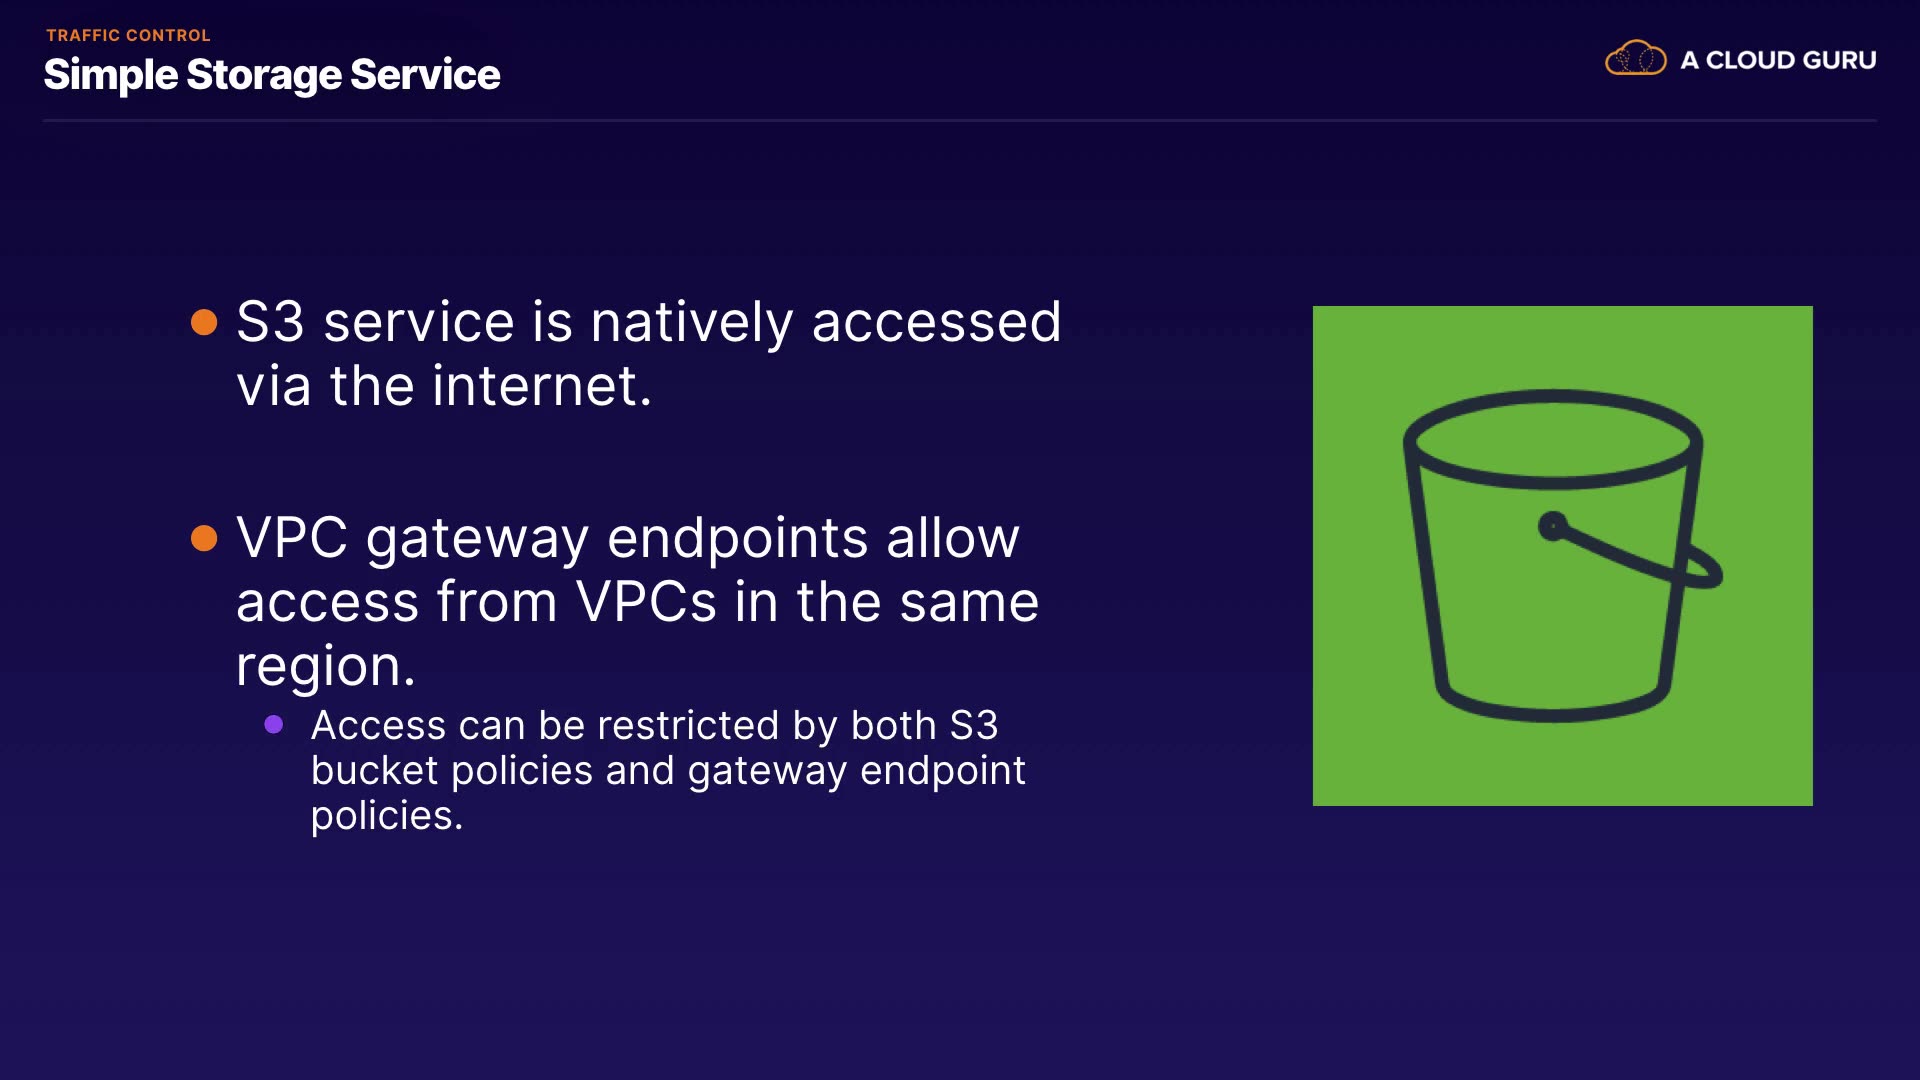 TRAFFIC CONTROL
Simple Storage Service
A CLOUD GURU
S3 service is natively accessed
via the internet.
VPC gateway endpoints allow
access from VPCs in the same
region.
Access can be restricted by both S3
bucket policies and gateway endpoint
policies.